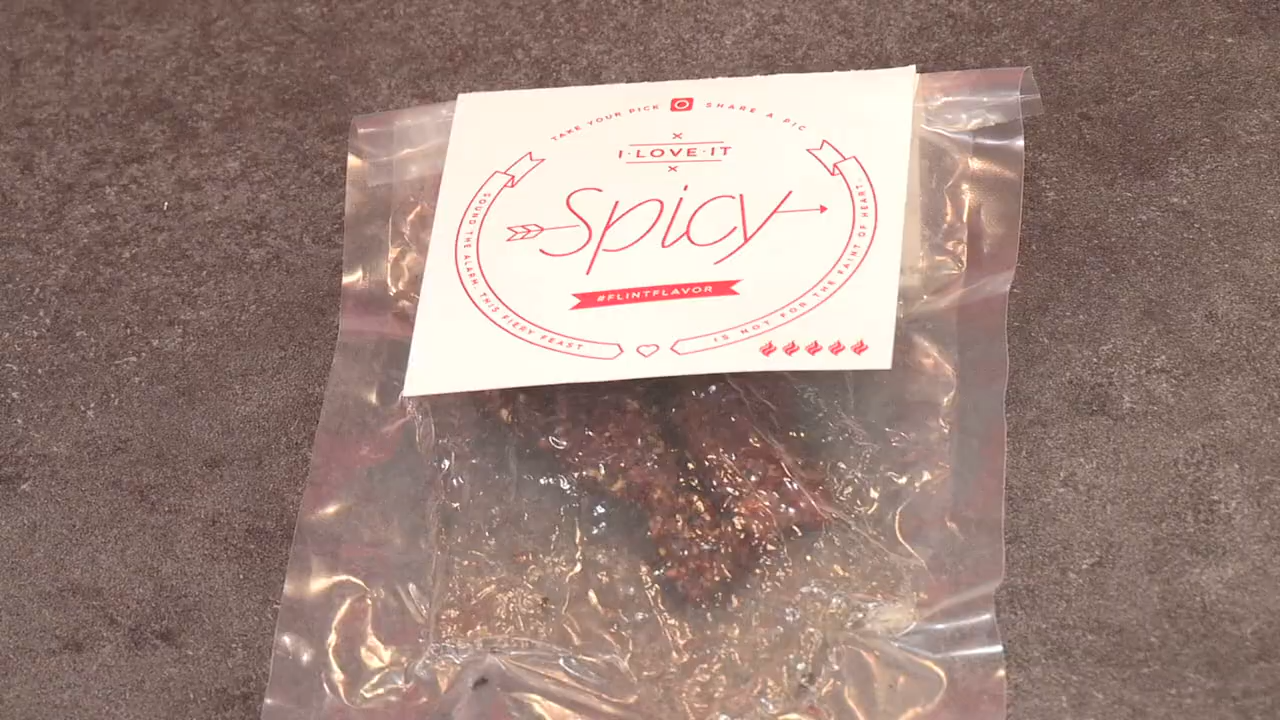 TAKE YOUR PICK SHARE A PIC
I·LOVE·IT
Spicy
#FLINTFLAVOR
SOUND THE ALARM. THIS FIERY FEAST
IS NOT FOR THE FAINT OF HEART.